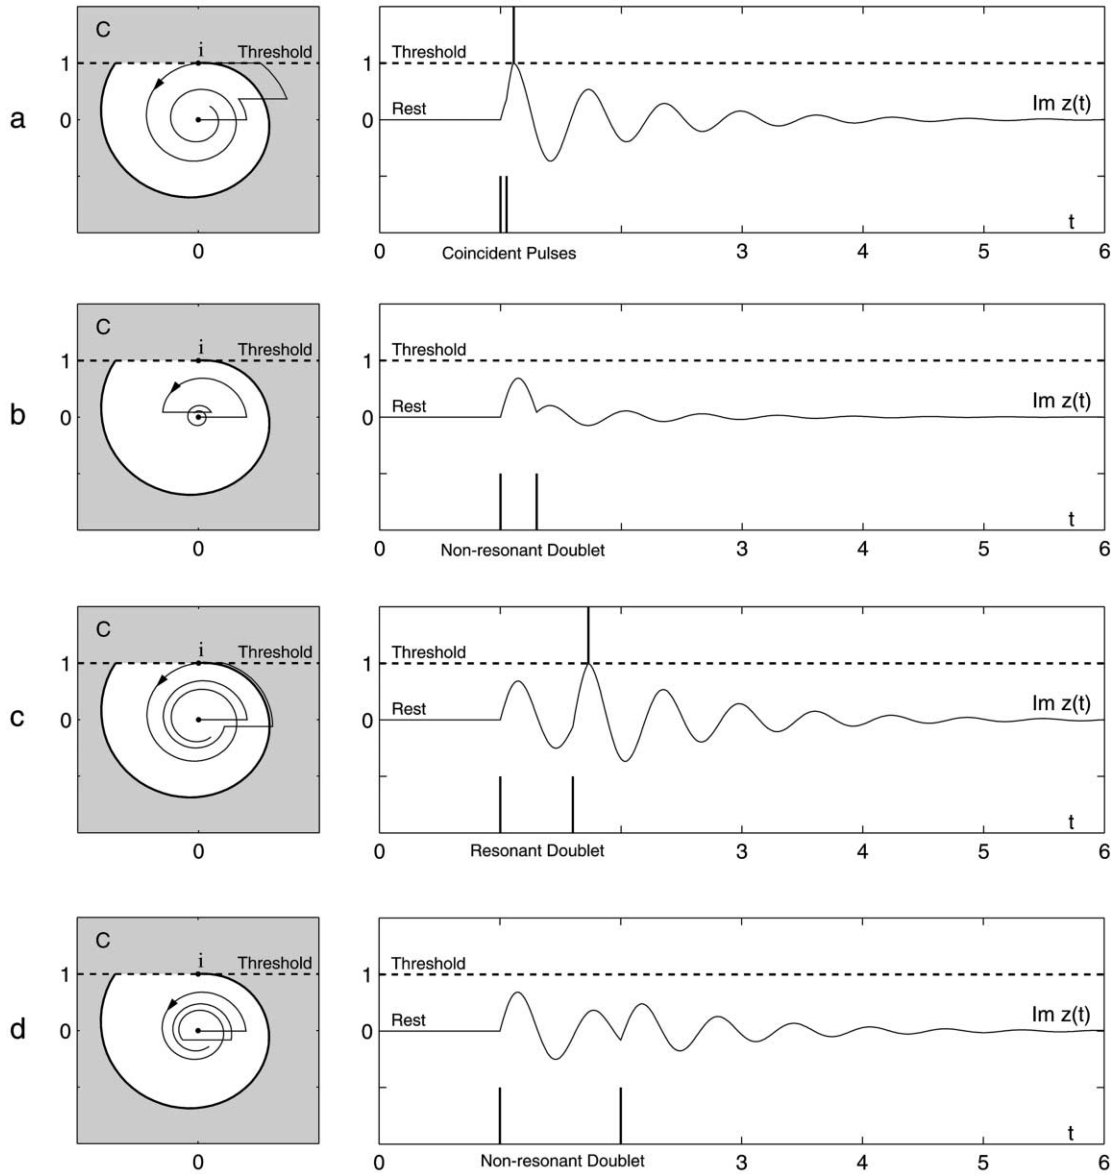 a
C
i
Threshold
1
0
0
Threshold
1
Rest
0
Im z(t)
t
0
3
4
5
6
Coincident Pulses
b
C
i
Threshold
1
0
0
Threshold
1
Rest
0
Im z(t)
t
0
3
4
5
6
Non-resonant Doublet
c
C
i
Threshold
1
0
0
Threshold
1
Rest
0
Im z(t)
t
0
3
4
5
6
Resonant Doublet
d
C
i
Threshold
1
0
0
Threshold
1
Rest
0
Im z(t)
t
0
3
4
5
6
Non-resonant Doublet